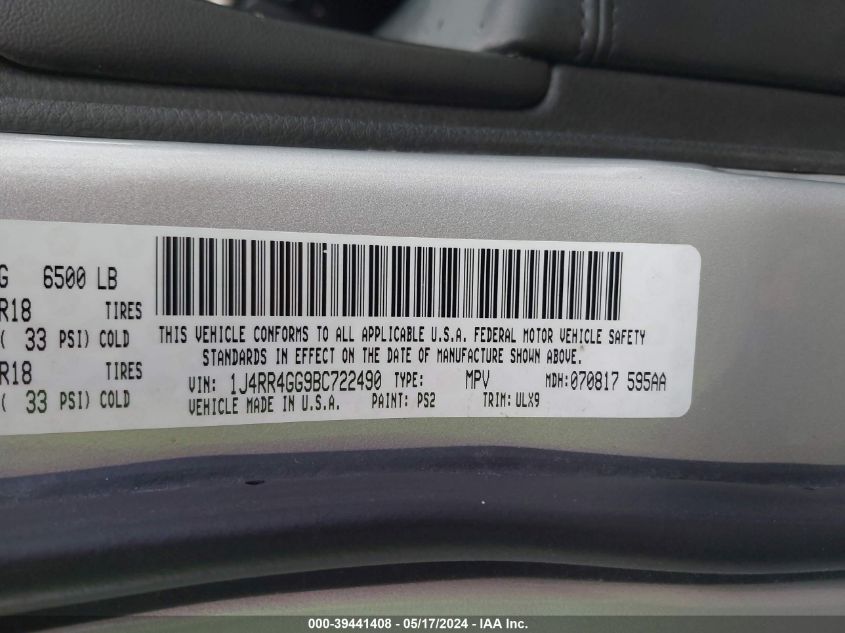 G 6500 LB
R18 TIRES
( 33 PSI) COLD
R18 TIRES
( 33 PSI) COLD
THIS VEHICLE CONFORMS TO ALL APPLICABLE U.S.A. FEDERAL MOTOR VEHICLE SAFETY
STANDARDS IN EFFECT ON THE DATE OF MANUFACTURE SHOWN ABOVE.
VIN: 1J4RR4GG9BC722490 TYPE: MPV MDH:070817 595AA
VEHICLE MADE IN U.S.A. PAINT: PS2 TRIM:ULX9
000-39441408 - 05/17/2024 - IAA Inc.